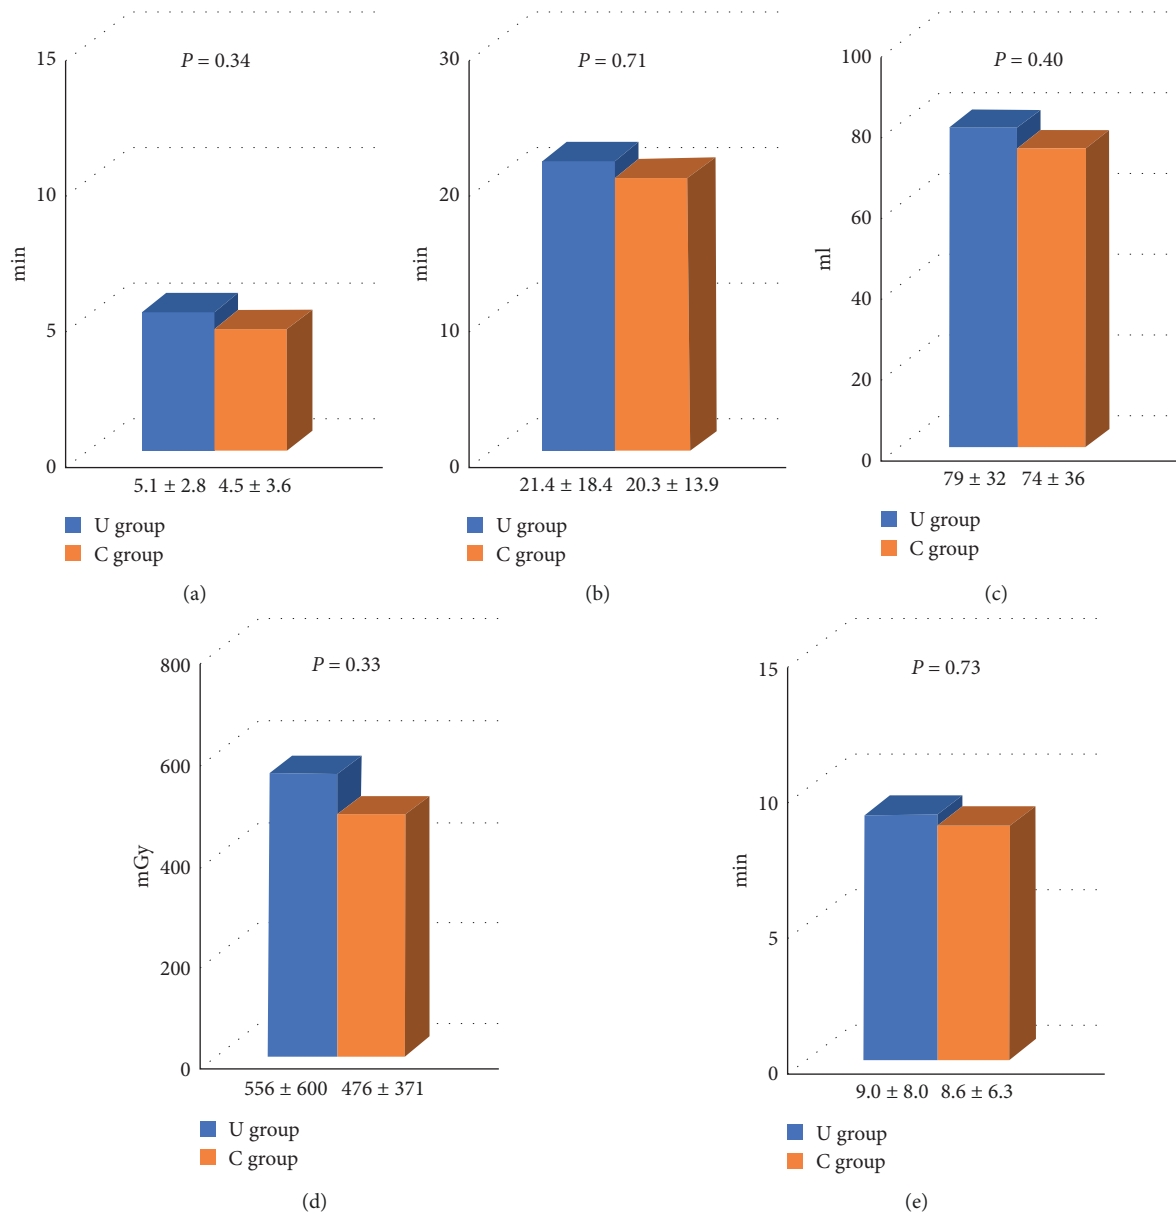 P = 0.34
15
10
5
0
min
5.1 ± 2.8 4.5 ± 3.6
U group
C group
(a)
P = 0.71
30
20
10
0
min
21.4 ± 18.4 20.3 ± 13.9
U group
C group
(b)
P = 0.40
100
80
60
40
20
0
ml
79 ± 32 74 ± 36
U group
C group
(c)
P = 0.33
800
600
400
200
0
mGy
556 ± 600 476 ± 371
U group
C group
(d)
P = 0.73
15
10
5
0
min
9.0 ± 8.0 8.6 ± 6.3
U group
C group
(e)